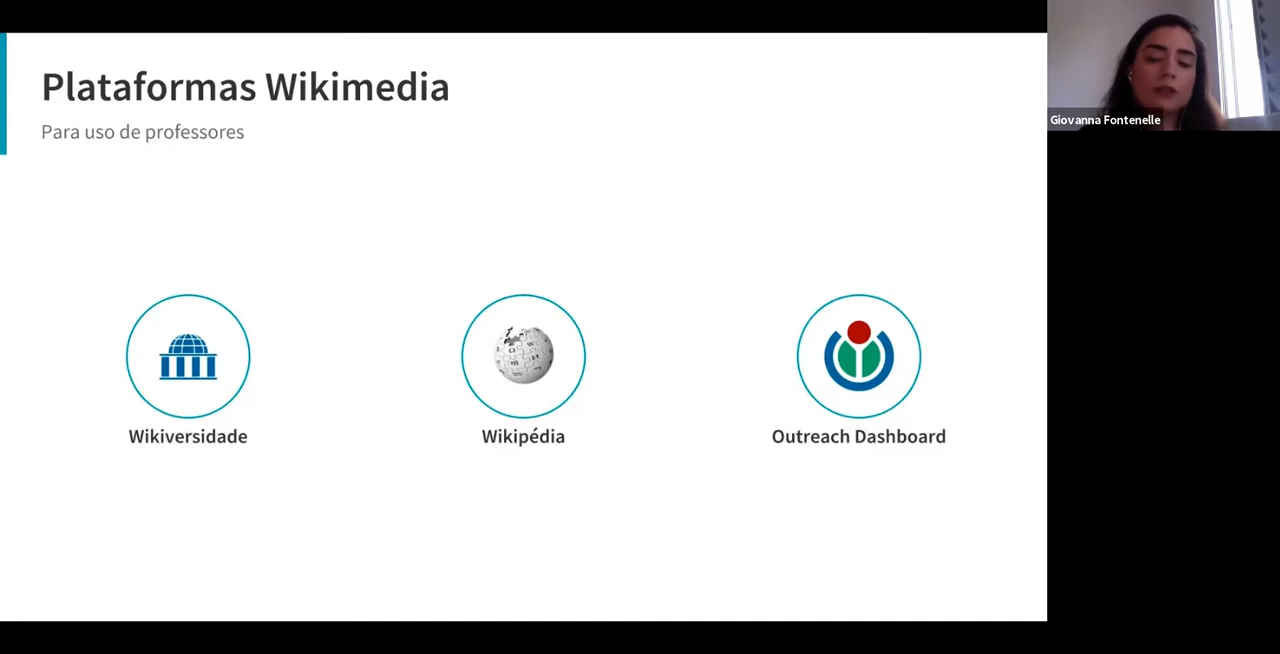 Plataformas Wikimedia
Para uso de professores
Giovanna Fontenelle
Wikiversidade
Wikipédia
Outreach Dashboard